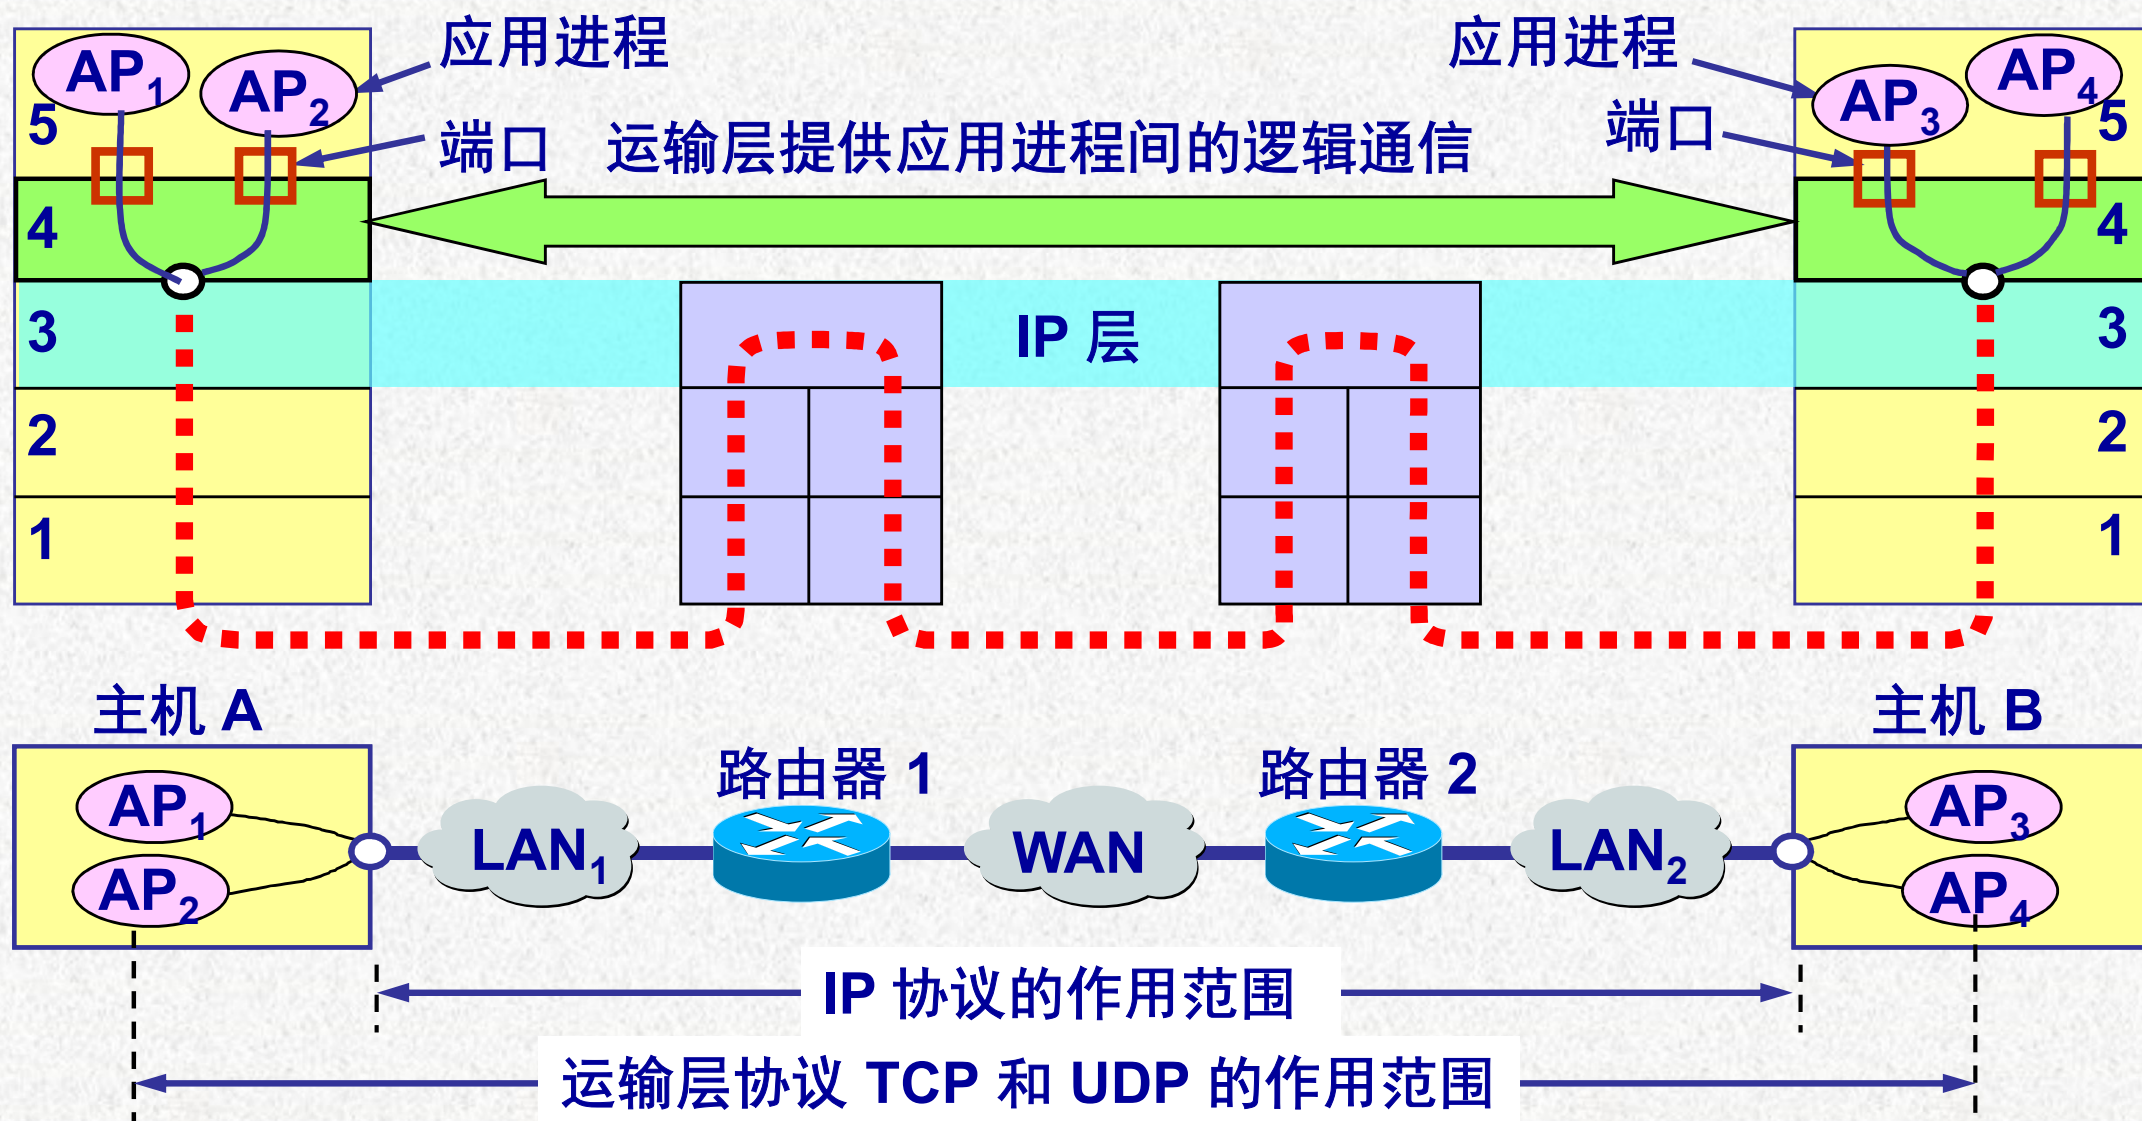 应用进程
应用进程
AP1
AP2
AP3
AP4
5
5
端口
运输层提供应用进程间的逻辑通信
端口
4
4
3
IP 层
3
2
2
1
1
主机 A
主机 B
路由器 1
路由器 2
AP1
AP2
LAN1
WAN
LAN2
AP3
AP4
IP 协议的作用范围
运输层协议 TCP 和 UDP 的作用范围